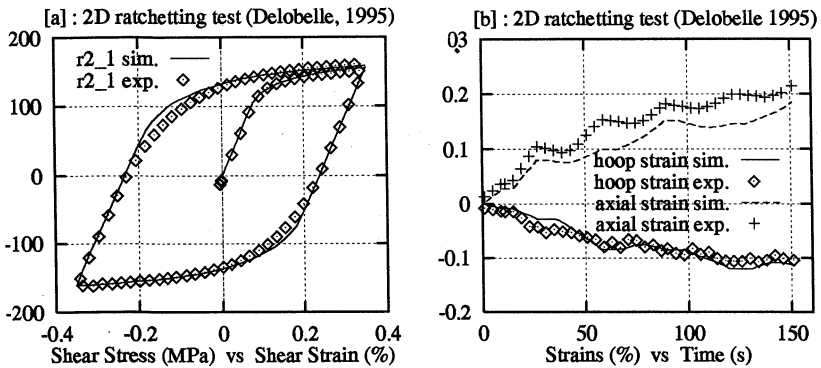 [a] : 2D ratchetting test (Delobelle, 1995)
200
r2_1 sim.
r2_1 exp.
100
0
-100
-200
-0.4
-0.2
0
0.2
0.4
Shear Stress (MPa) vs Shear Strain (%)
[b] : 2D ratchetting test (Delobelle 1995)
03
0.2
0.1
hoop strain sim.
hoop strain exp.
axial strain sim.
axial strain exp.
0
-0.1
-0.2
0
50
100
150
Strains (%) vs Time (s)